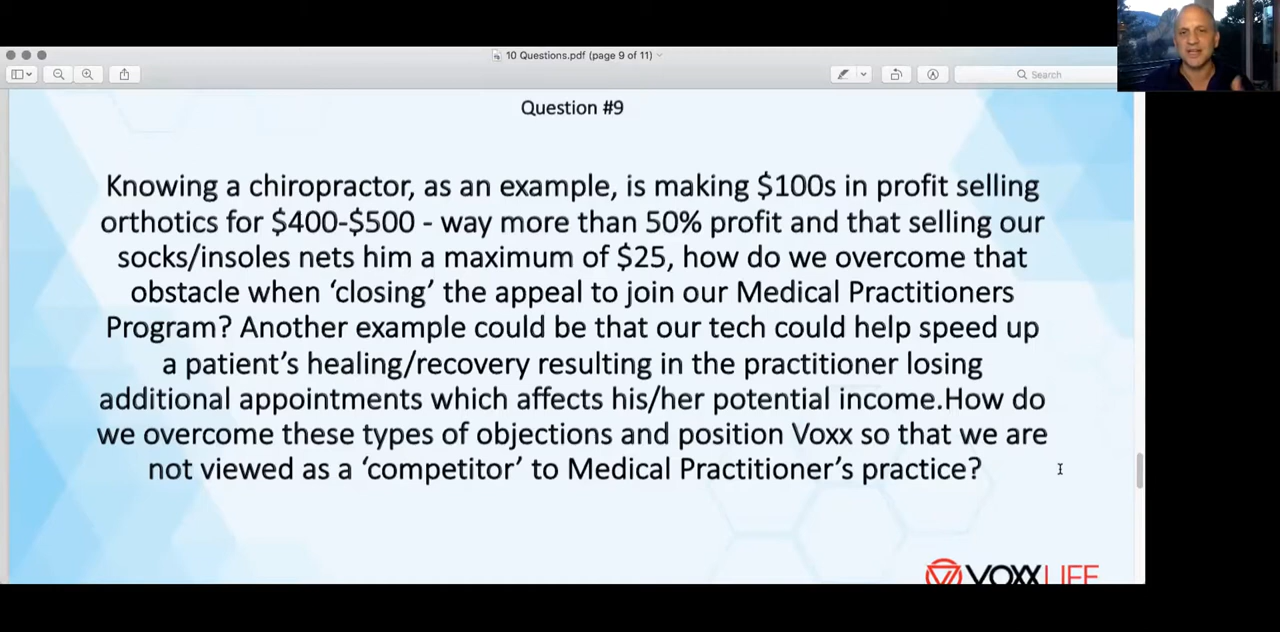 10 Questions.pdf (page 9 of 11)
Search
Question #9
Knowing a chiropractor, as an example, is making $100s in profit selling
orthotics for $400-$500 - way more than 50% profit and that selling our
socks/insoles nets him a maximum of $25, how do we overcome that
obstacle when ‘closing’ the appeal to join our Medical Practitioners
Program? Another example could be that our tech could help speed up
a patient’s healing/recovery resulting in the practitioner losing
additional appointments which affects his/her potential income.How do
we overcome these types of objections and position Voxx so that we are
not viewed as a ‘competitor’ to Medical Practitioner’s practice?
VOXXLIFE